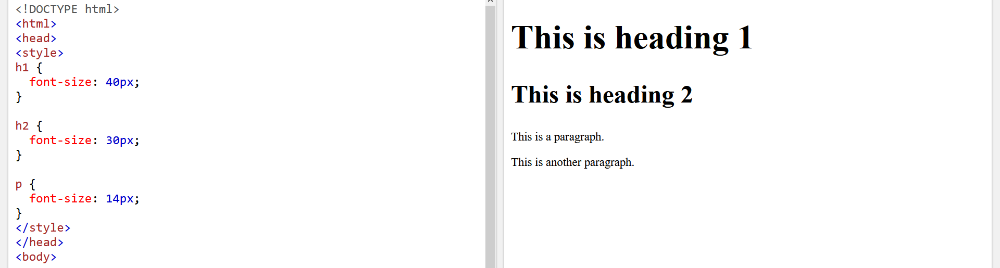 <!DOCTYPE html>
<html>
<head>
<style>
h1 {
  font-size: 40px;
}

h2 {
  font-size: 30px;
}

p {
  font-size: 14px;
}
</style>
</head>
<body>
This is heading 1
This is heading 2
This is a paragraph.
This is another paragraph.